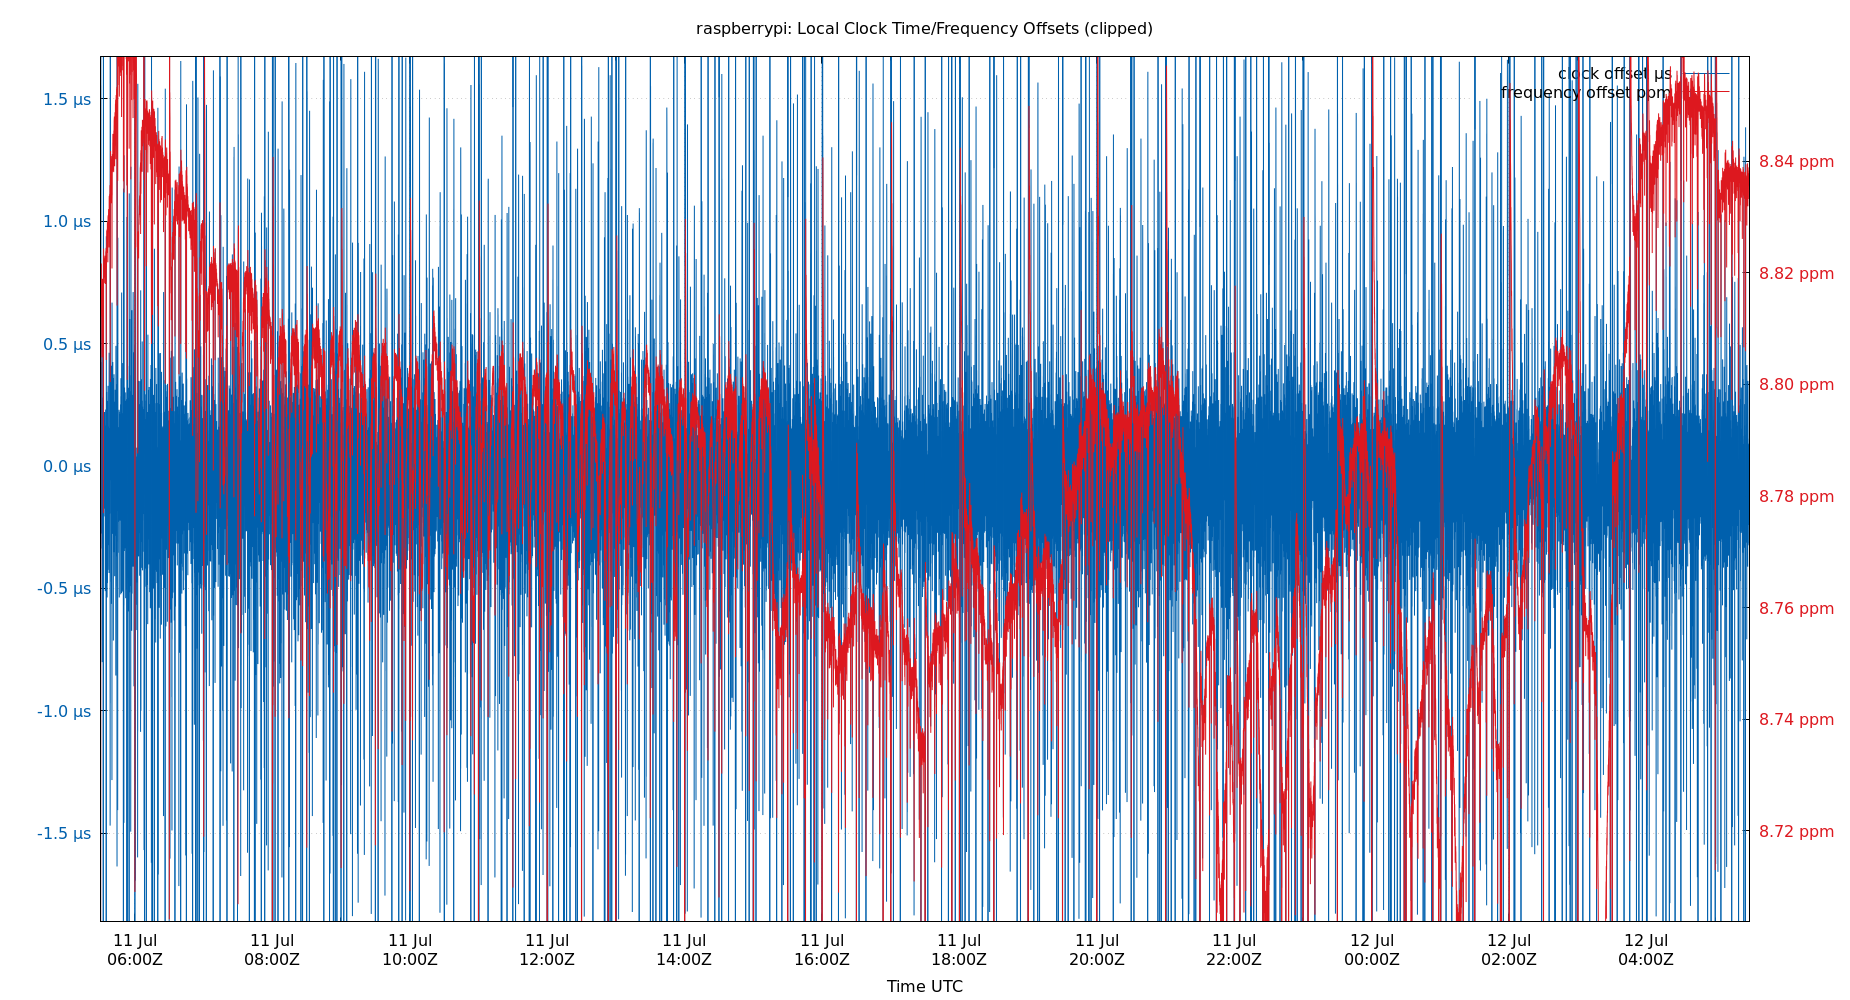 raspberrypi: Local Clock Time/Frequency Offsets (clipped)
clock offset µs
frequency offset ppm
1.5 µs
1.0 µs
0.5 µs
0.0 µs
-0.5 µs
-1.0 µs
-1.5 µs
8.84 ppm
8.82 ppm
8.80 ppm
8.78 ppm
8.76 ppm
8.74 ppm
8.72 ppm
11 Jul 11 Jul 11 Jul 11 Jul 11 Jul 11 Jul 11 Jul 11 Jul 11 Jul 12 Jul 12 Jul 12 Jul
06:00Z 08:00Z 10:00Z 12:00Z 14:00Z 16:00Z 18:00Z 20:00Z 22:00Z 00:00Z 02:00Z 04:00Z
Time UTC